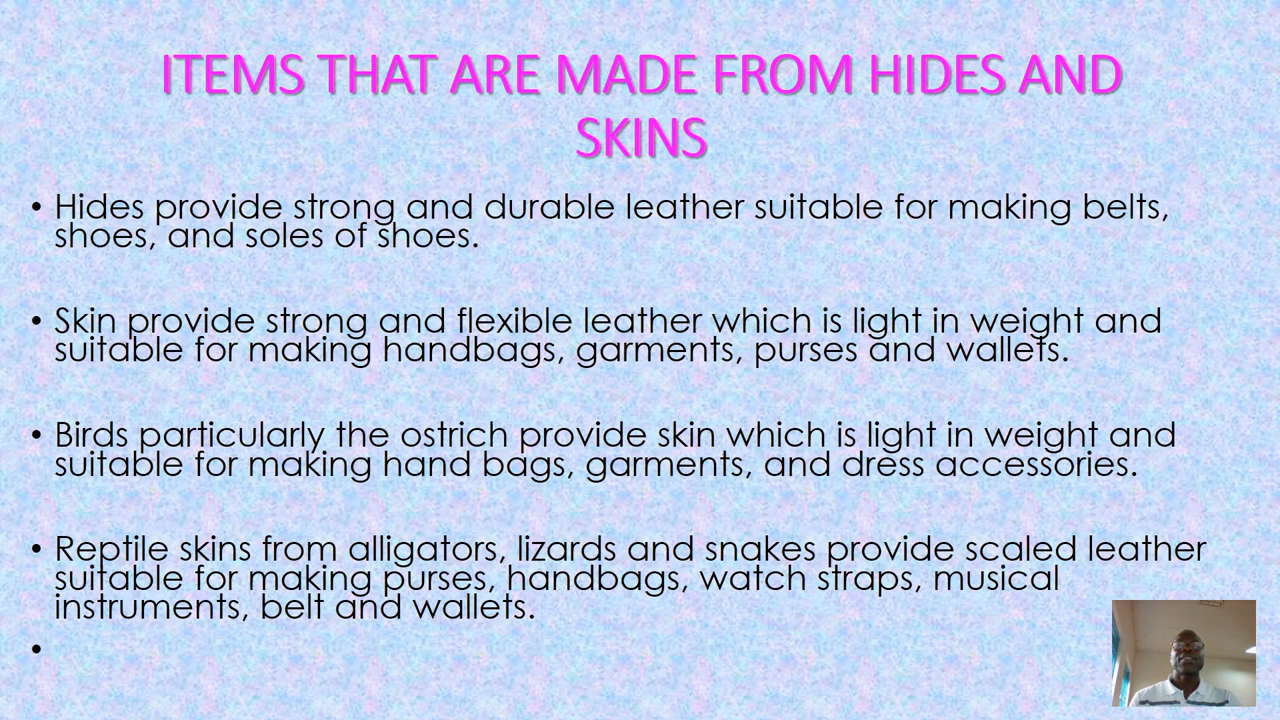 ITEMS THAT ARE MADE FROM HIDES AND
SKINS
• Hides provide strong and durable leather suitable for making belts,
shoes, and soles of shoes.
• Skin provide strong and flexible leather which is light in weight and
suitable for making handbags, garments, purses and wallets.
• Birds particularly the ostrich provide skin which is light in weight and
suitable for making hand bags, garments, and dress accessories.
• Reptile skins from alligators, lizards and snakes provide scaled leather
suitable for making purses, handbags, watch straps, musical
instruments, belt and wallets.
•